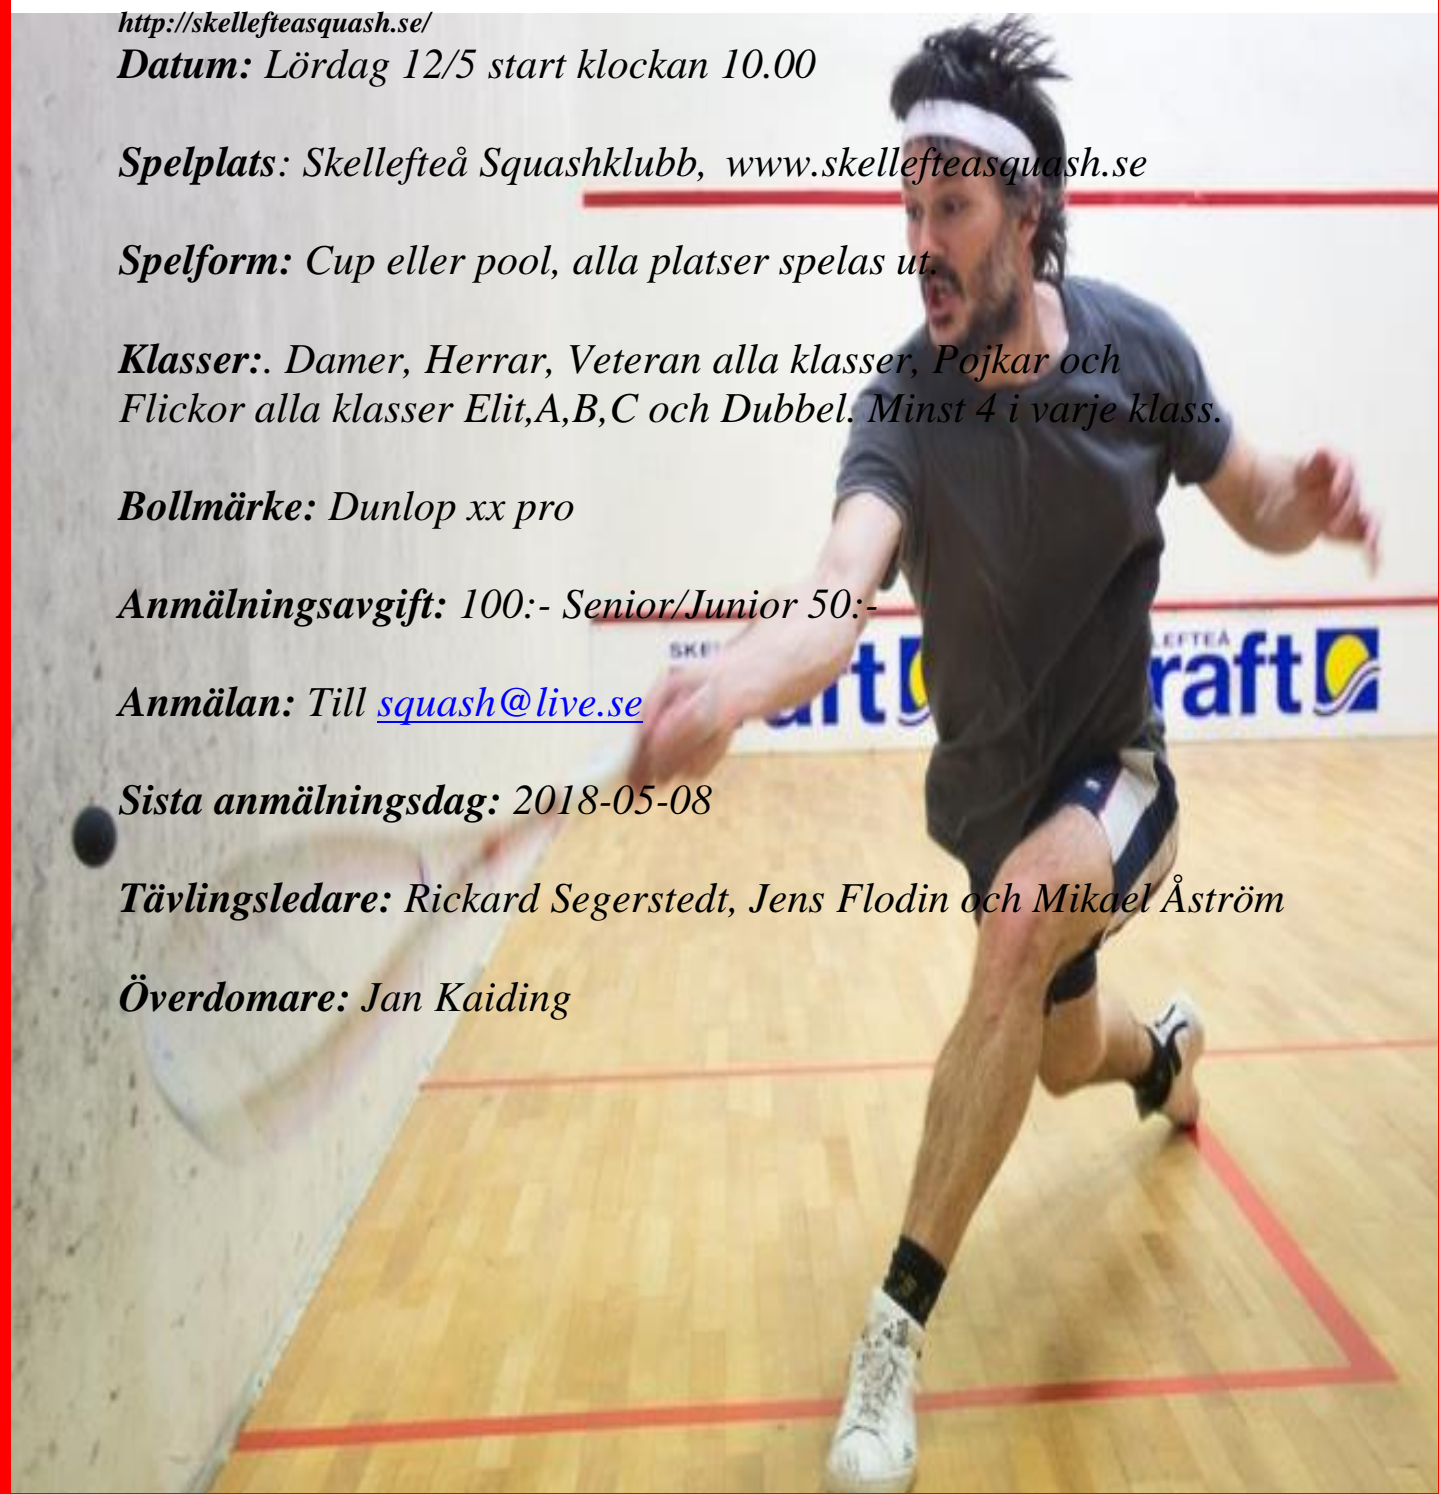 http://skellefteasquash.se/
Datum: Lördag 12/5 start klockan 10.00
Spelplats: Skellefteå Squashklubb, www.skellefteasquash.se
Spelform: Cup eller pool, alla platser spelas ut.
Klasser:. Damer, Herrar, Veteran alla klasser, Pojkar och
Flickor alla klasser Elit,A,B,C och Dubbel. Minst 4 i varje klass.
Bollmärke: Dunlop xx pro
Anmälningsavgift: 100:- Senior/Junior 50:-
SKE
LEFTEÅ
raft
Anmälan: Till squash@live.se
Sista anmälningsdag: 2018-05-08
Tävlingsledare: Rickard Segerstedt, Jens Flodin och Mikael Åström
Överdomare: Jan Kaiding